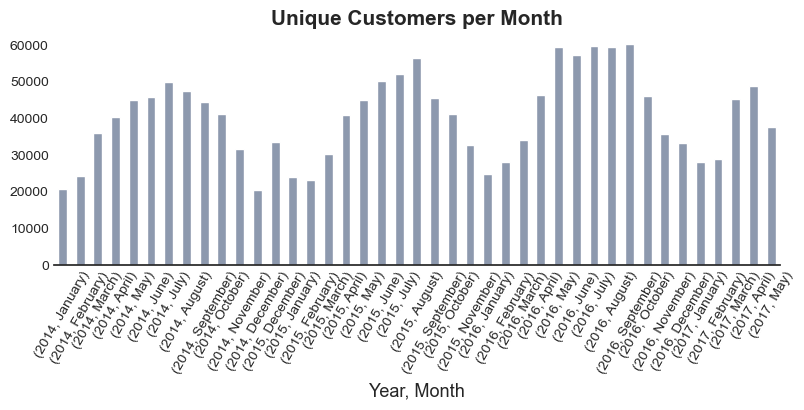 Unique Customers per Month
60000
50000
40000
30000
20000
10000
0
(2014, January)
(2014, February)
(2014, March)
(2014, April)
(2014, May)
(2014, June)
(2014, July)
(2014, August)
(2014, September)
(2014, October)
(2014, November)
(2014, December)
(2015, December)
(2015, January)
(2015, February)
(2015, March)
(2015, April)
(2015, May)
(2015, June)
(2015, July)
(2015, August)
(2015, September)
(2015, October)
(2015, November)
(2016, January)
(2016, February)
(2016, March)
(2016, April)
(2016, May)
(2016, June)
(2016, July)
(2016, August)
(2016, September)
(2016, October)
(2016, November)
(2016, December)
(2017, January)
(2017, February)
(2017, March)
(2017, April)
(2017, May)
Year, Month